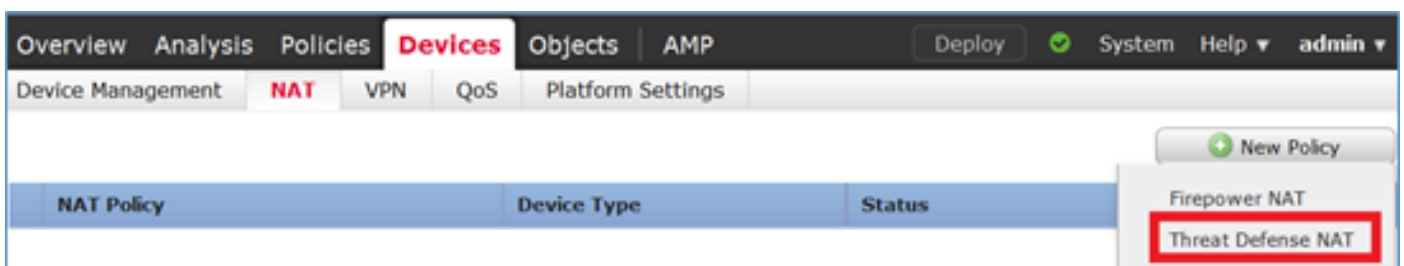 Overview Analysis Policies Devices Objects AMP Deploy System Help admin
Device Management NAT VPN QoS Platform Settings
New Policy
NAT Policy Device Type Status
Firepower NAT
Threat Defense NAT